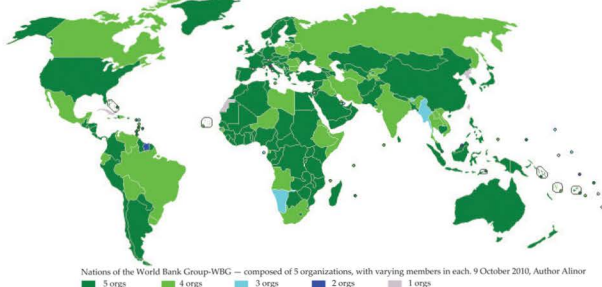 Nations of the World Bank Group-WBG — composed of 5 organizations, with varying members in each. 9 October 2010, Author Alinor
5 orgs 4 orgs 3 orgs 2 orgs 1 orgs